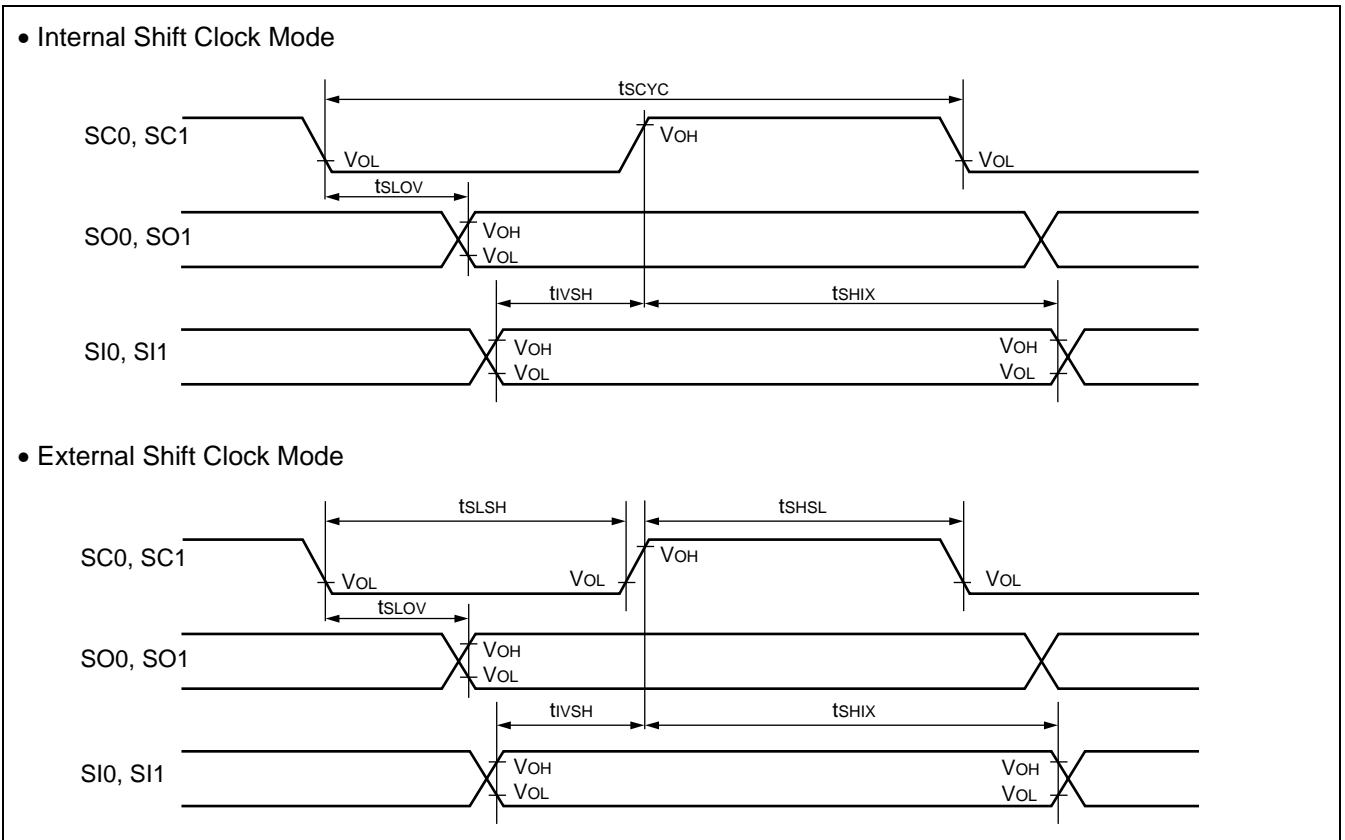 • Internal Shift Clock Mode
tSCYC
SC0, SC1
VOH
VOL
VOL
tSLOV
SO0, SO1
VOH
VOL
tIVSH
tSHIX
SI0, SI1
VOH
VOH
VOL
VOL
• External Shift Clock Mode
tSLSH
tSHSL
SC0, SC1
VOH
VOL
VOL
VOL
tSLOV
SO0, SO1
VOH
VOL
tIVSH
tSHIX
SI0, SI1
VOH
VOH
VOL
VOL